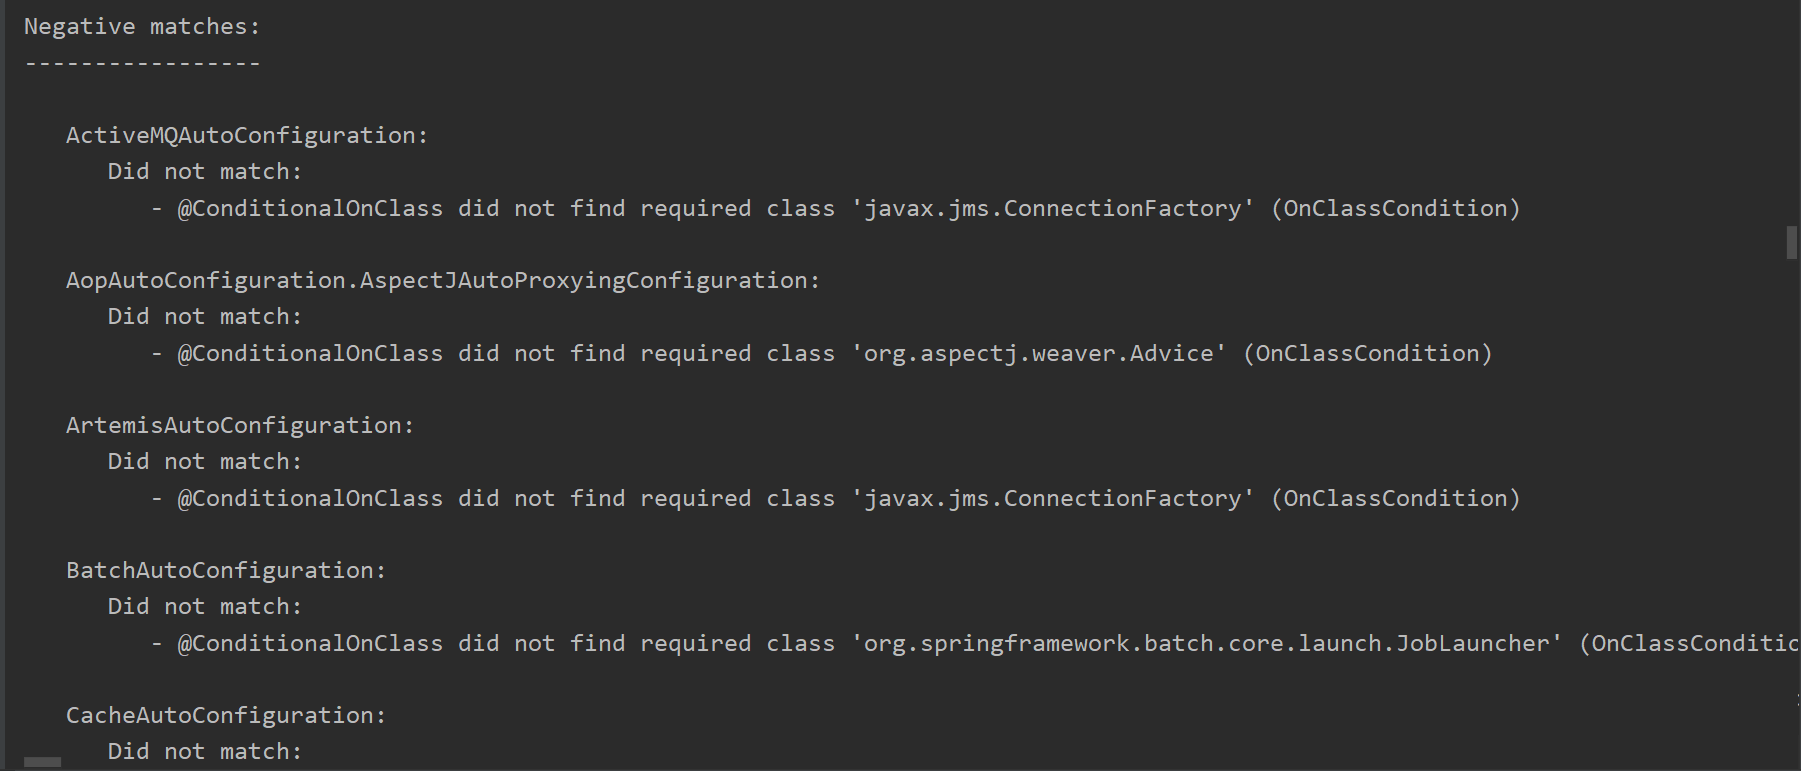 Negative matches:
-----------------
ActiveMQAutoConfiguration:
Did not match:
- @ConditionalOnClass did not find required class 'javax.jms.ConnectionFactory' (OnClassCondition)
AopAutoConfiguration.AspectJAutoProxyingConfiguration:
Did not match:
- @ConditionalOnClass did not find required class 'org.aspectj.weaver.Advice' (OnClassCondition)
ArtemisAutoConfiguration:
Did not match:
- @ConditionalOnClass did not find required class 'javax.jms.ConnectionFactory' (OnClassCondition)
BatchAutoConfiguration:
Did not match:
- @ConditionalOnClass did not find required class 'org.springframework.batch.core.launch.JobLauncher' (OnClassConditio
CacheAutoConfiguration:
Did not match: